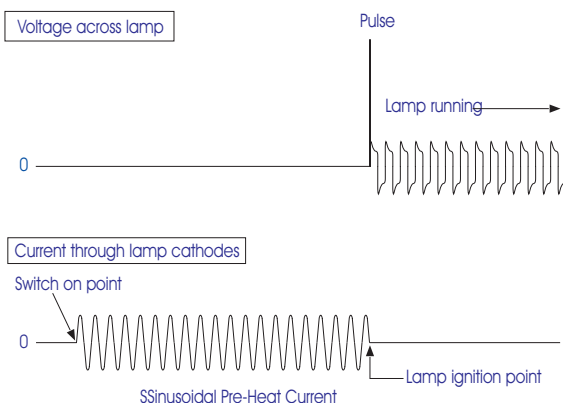 Voltage across lamp
Pulse
Lamp running
0
Current through lamp cathodes
Switch on point
0
Lamp ignition point
SSinusoidal Pre-Heat Current